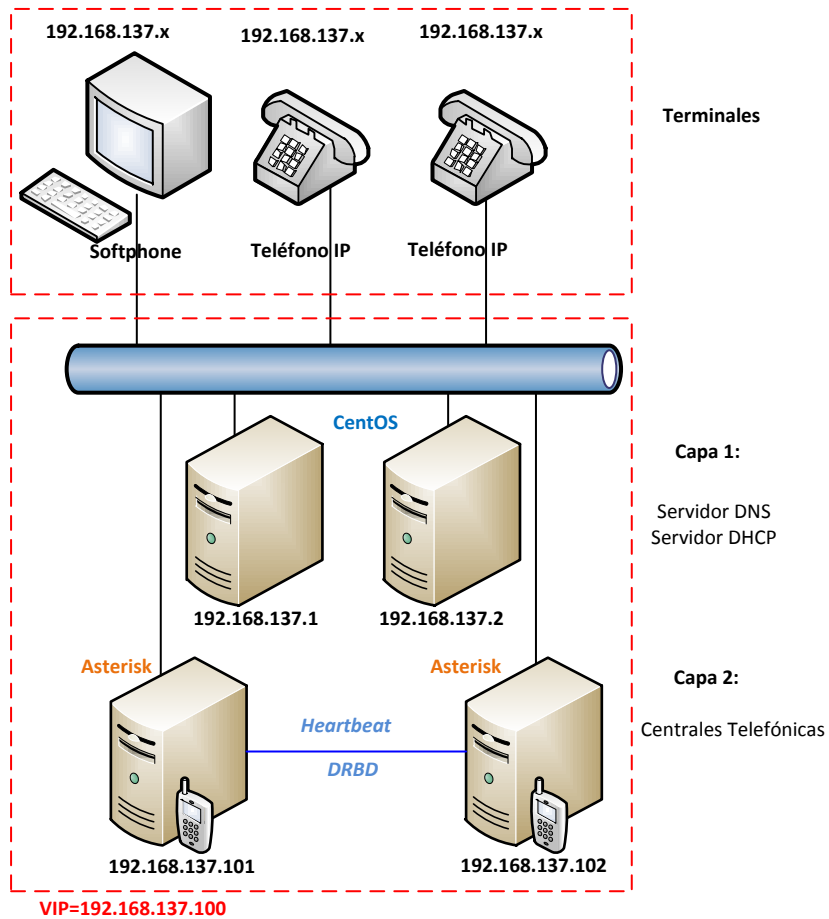 192.168.137.x
192.168.137.x
192.168.137.x
Terminales
Softphone
Teléfono IP
Teléfono IP
CentOS
Capa 1:
Servidor DNS
Servidor DHCP
192.168.137.1
192.168.137.2
Asterisk
Asterisk
Capa 2:
Centrales Telefónicas
Heartbeat
DRBD
192.168.137.101
192.168.137.102
VIP=192.168.137.100